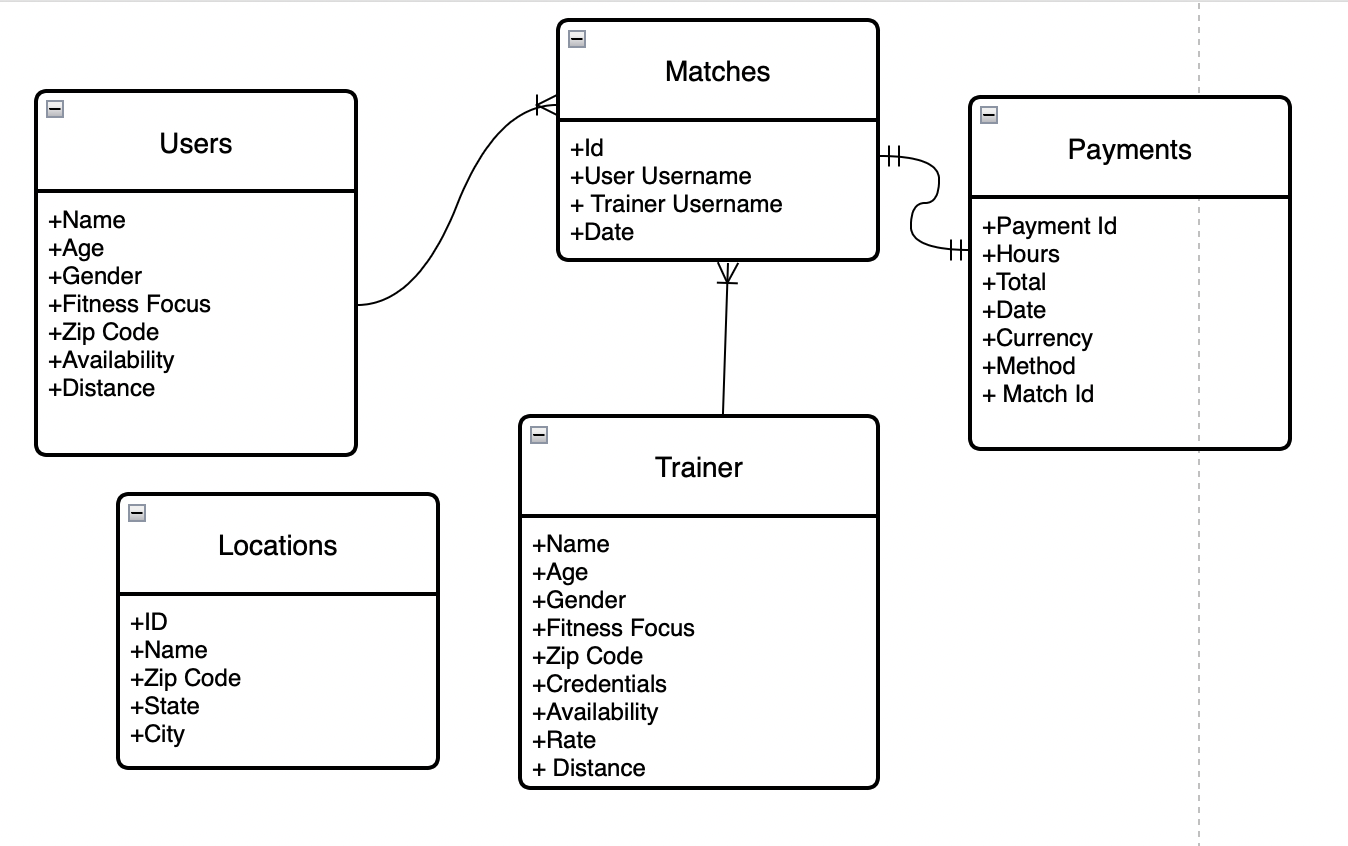 Users
+Name
+Age
+Gender
+Fitness Focus
+Zip Code
+Availability
+Distance
Matches
+Id
+User Username
+ Trainer Username
+Date
Payments
+Payment Id
+Hours
+Total
+Date
+Currency
+Method
+ Match Id
Locations
+ID
+Name
+Zip Code
+State
+City
Trainer
+Name
+Age
+Gender
+Fitness Focus
+Zip Code
+Credentials
+Availability
+Rate
+ Distance